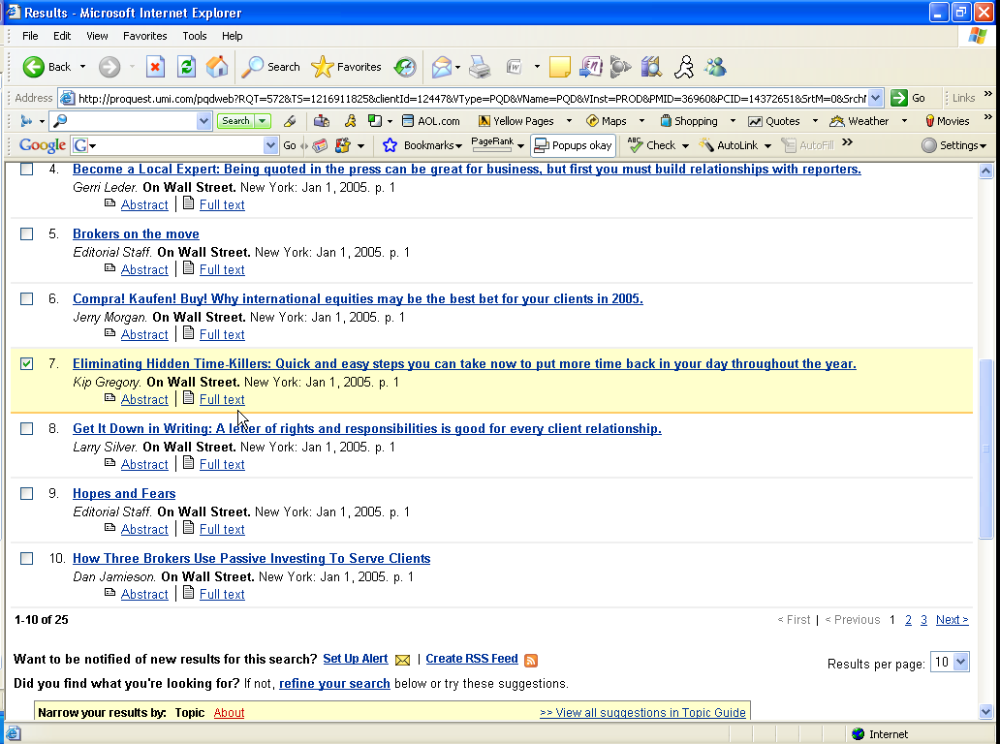 Results - Microsoft Internet Explorer
File Edit View Favorites Tools Help
Back Search Favorites
Address http://proquest.umi.com/pqdweb?RQT=572&TS=1216911825&clientId=12447&VType=PQD&VName=PQD&VInst=PROD&PMID=36960&PCID=14372651&SrtM=0&Srchl Go Links »
Search AOL.com Yellow Pages Maps Shopping Quotes Weather Movies »
Google G Go Bookmarks PageRank Popups okay Check AutoLink AutoFill » Settings
4. Become a Local Expert: Being quoted in the press can be great for business, but first you must build relationships with reporters.
Gerri Leder. On Wall Street. New York: Jan 1, 2005. p. 1
Abstract | Full text
5. Brokers on the move
Editorial Staff. On Wall Street. New York: Jan 1, 2005. p. 1
Abstract | Full text
6. Compra! Kaufen! Buy! Why international equities may be the best bet for your clients in 2005.
Jerry Morgan. On Wall Street. New York: Jan 1, 2005. p. 1
Abstract | Full text
7. Eliminating Hidden Time-Killers: Quick and easy steps you can take now to put more time back in your day throughout the year.
Kip Gregory. On Wall Street. New York: Jan 1, 2005. p. 1
Abstract | Full text
8. Get It Down in Writing: A letter of rights and responsibilities is good for every client relationship.
Larry Silver. On Wall Street. New York: Jan 1, 2005. p. 1
Abstract | Full text
9. Hopes and Fears
Editorial Staff. On Wall Street. New York: Jan 1, 2005. p. 1
Abstract | Full text
10. How Three Brokers Use Passive Investing To Serve Clients
Dan Jamieson. On Wall Street. New York: Jan 1, 2005. p. 1
Abstract | Full text
1-10 of 25 < First | < Previous 1 2 3 Next >
Want to be notified of new results for this search? Set Up Alert | Create RSS Feed
Results per page: 10
Did you find what you're looking for? If not, refine your search below or try these suggestions.
Narrow your results by: Topic About >> View all suggestions in Topic Guide
Internet